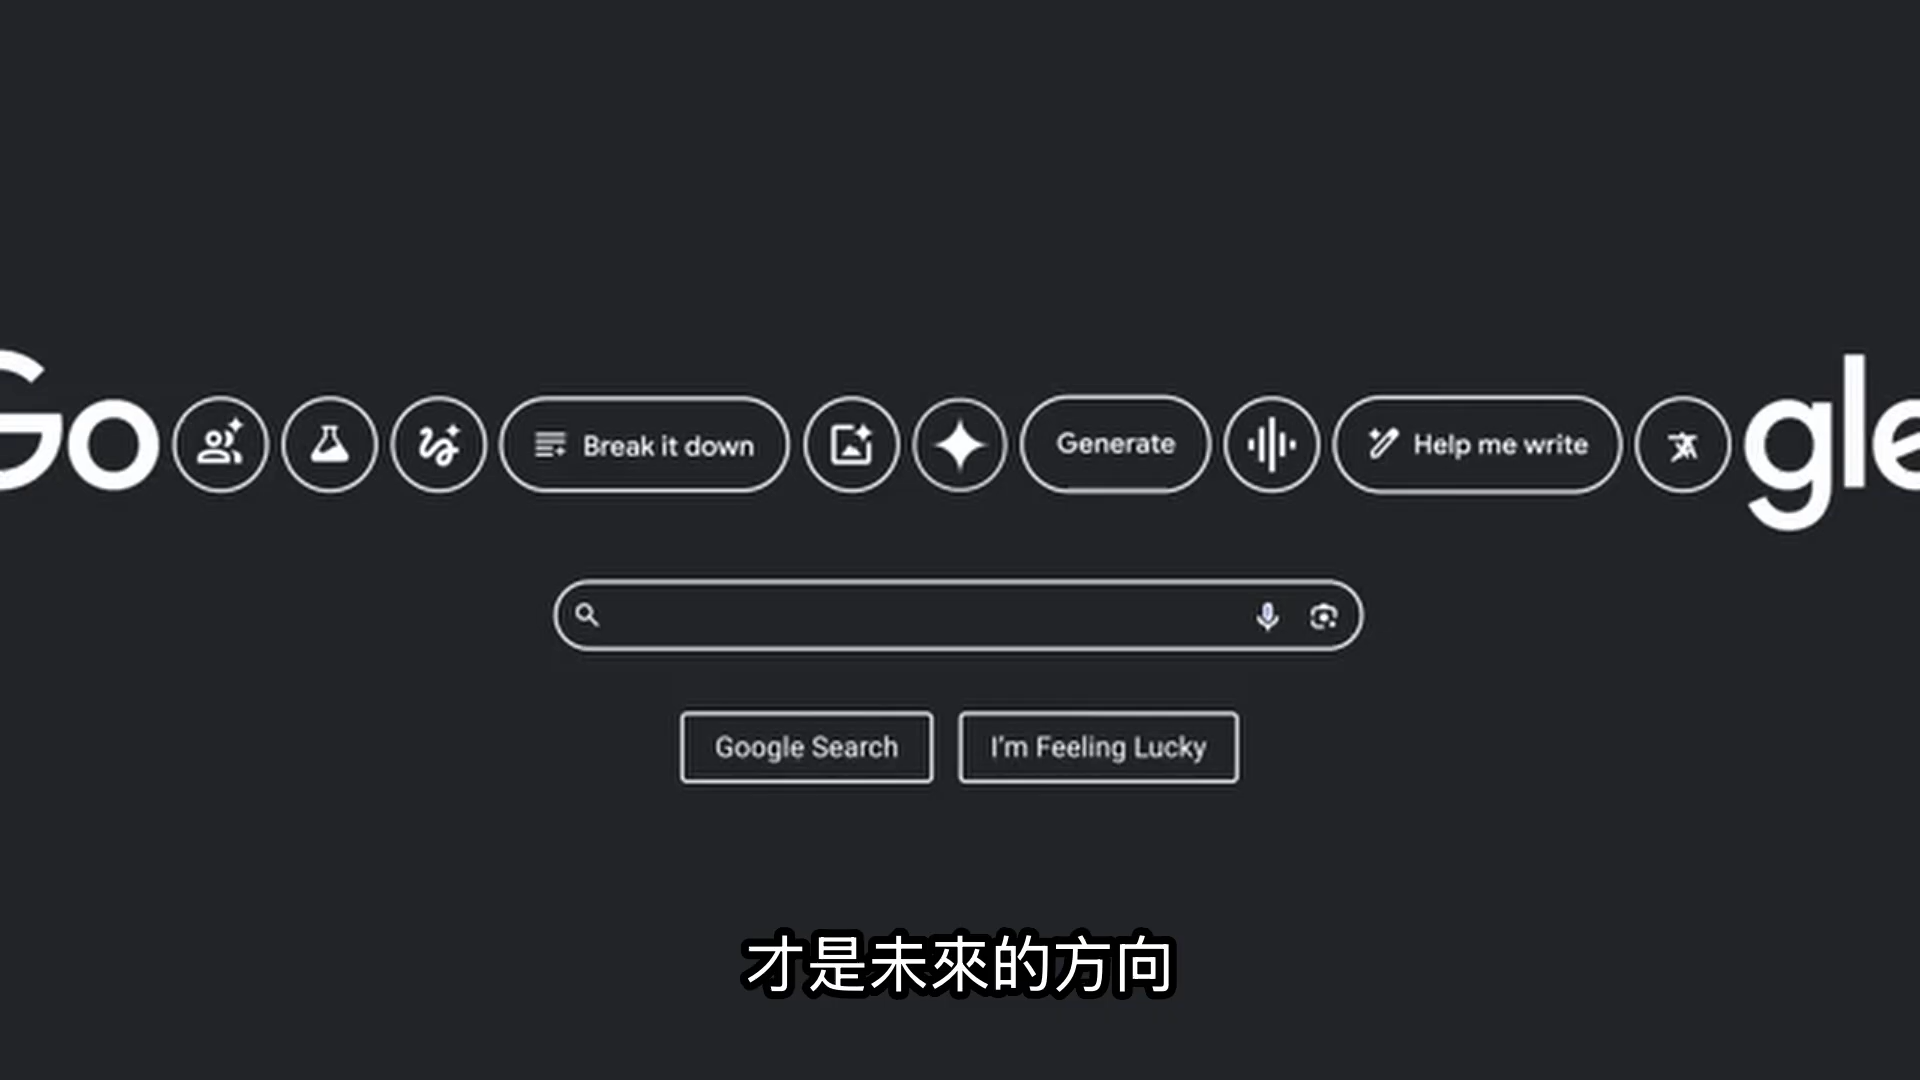 Go Break it down Generate Help me write gle
Google Search I'm Feeling Lucky
才是未來的方向